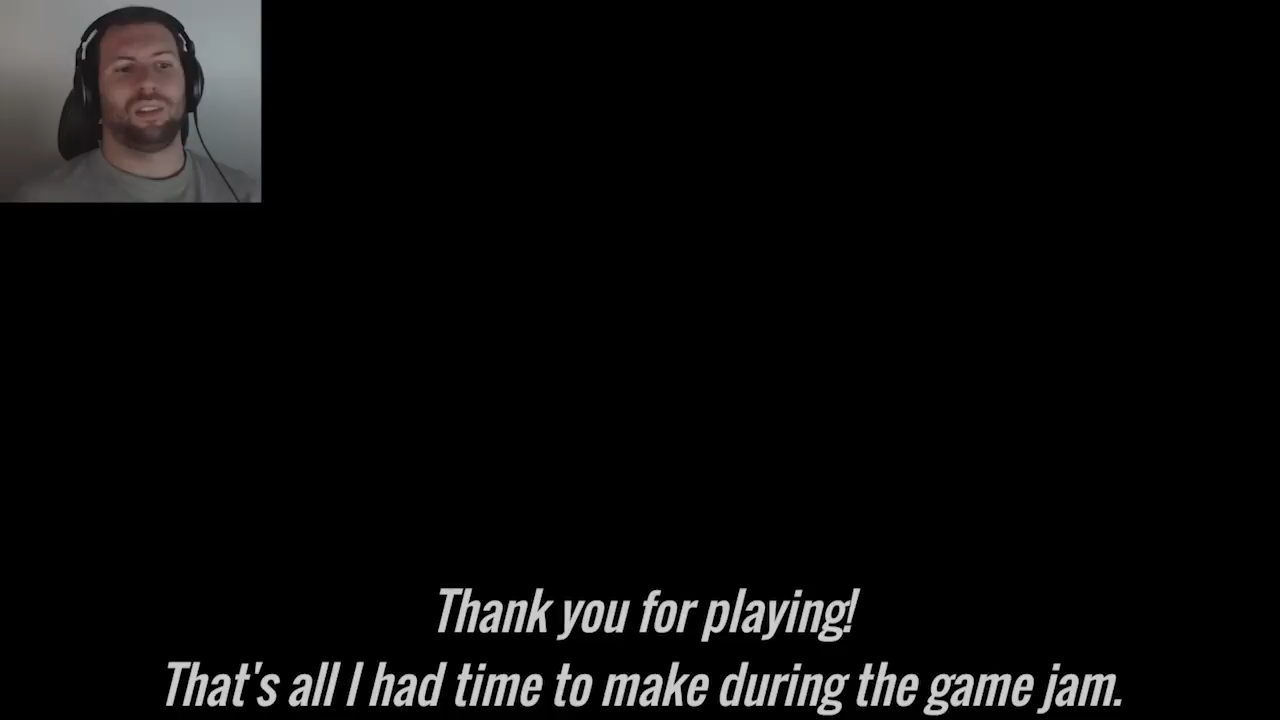 Thank you for playing!
That's all I had time to make during the game jam.